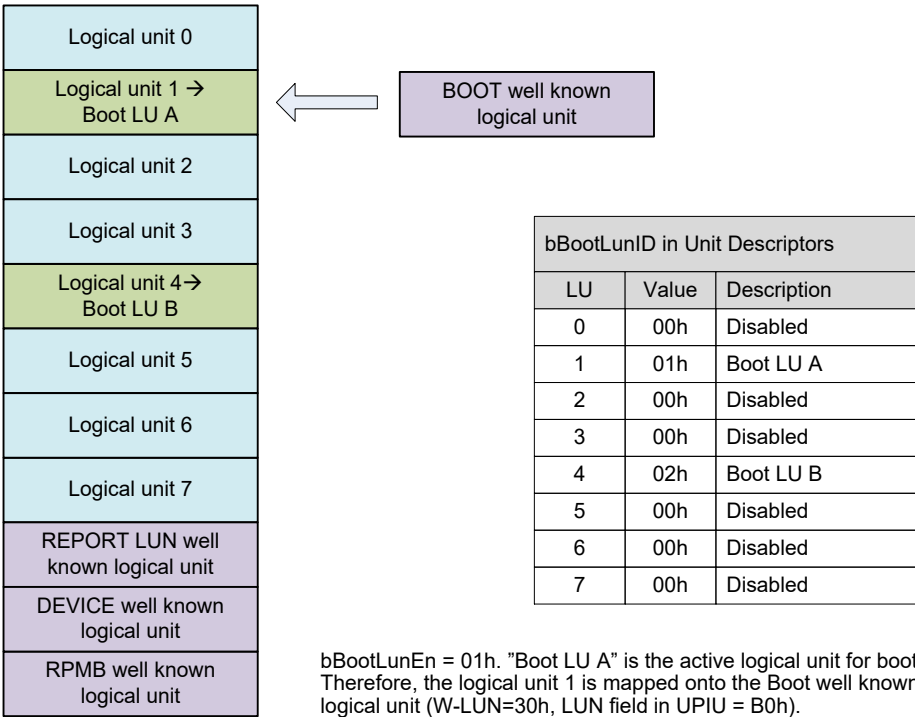 Logical unit 0
Logical unit 1 →
Boot LU A
BOOT well known
logical unit
Logical unit 2
Logical unit 3
Logical unit 4→
Boot LU B
Logical unit 5
Logical unit 6
Logical unit 7
REPORT LUN well
known logical unit
DEVICE well known
logical unit
RPMB well known
logical unit
bBootLunID in Unit Descriptors
LU Value Description
0 00h Disabled
1 01h Boot LU A
2 00h Disabled
3 00h Disabled
4 02h Boot LU B
5 00h Disabled
6 00h Disabled
7 00h Disabled
bBootLunEn = 01h. ”Boot LU A” is the active logical unit for boot
Therefore, the logical unit 1 is mapped onto the Boot well known
logical unit (W-LUN=30h, LUN field in UPIU = B0h).